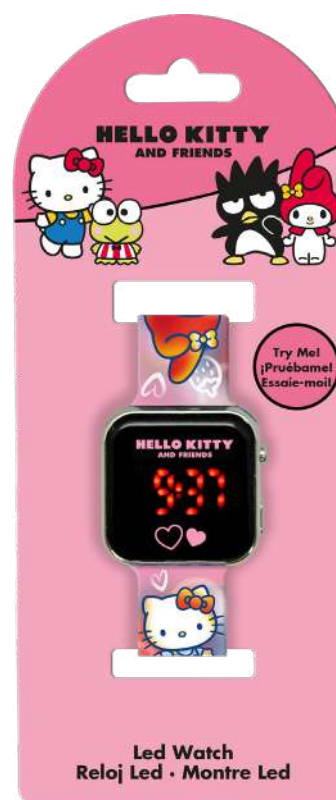 HELLO KITTY
AND FRIENDS
Try Me!
¡Pruébame!
Essaie-moi!
HELLO KITTY
AND FRIENDS
9:37
Led Watch
Reloj Led • Montre Led